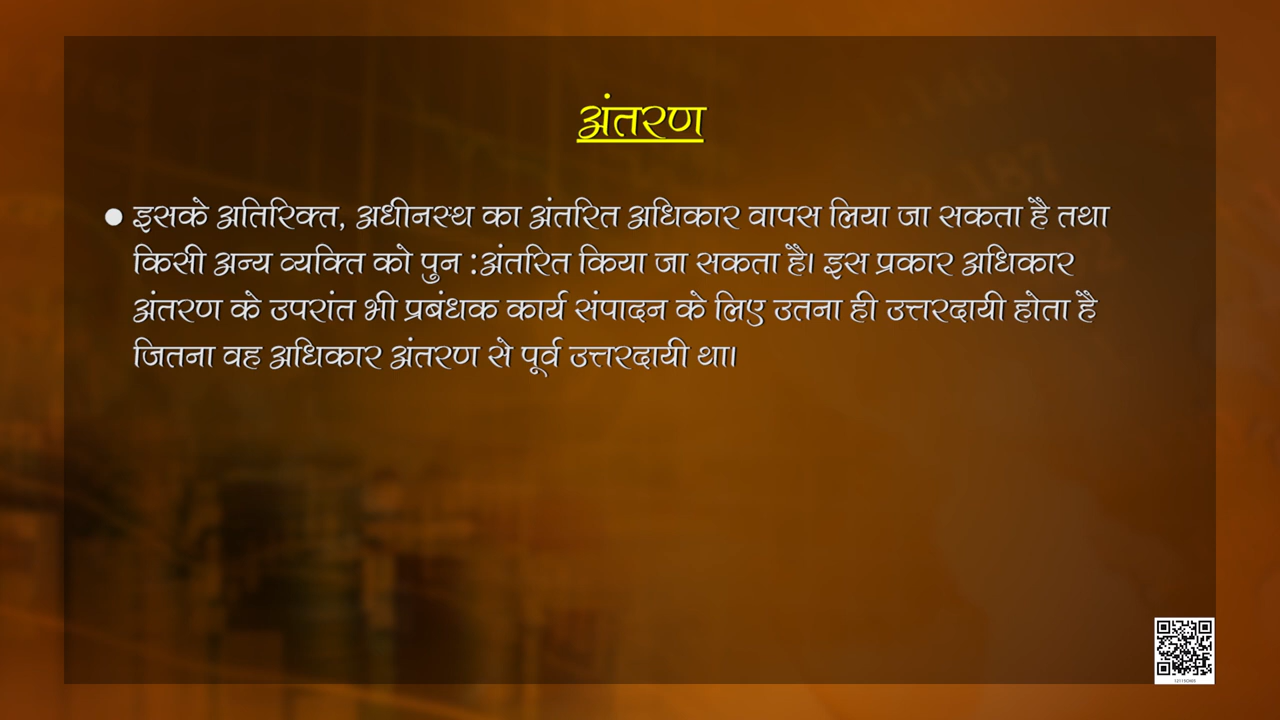 अंतरण
● इसके अतिरिक्त, अधीनस्थ का अंतरित अधिकार वापस लिया जा सकता है तथा
किसी अन्य व्यक्ति को पुन :अंतरित किया जा सकता है। इस प्रकार अधिकार
अंतरण के उपरांत भी प्रबंधक कार्य संपादन के लिए उतना ही उत्तरदायी होता है
जितना वह अधिकार अंतरण से पूर्व उत्तरदायी था।